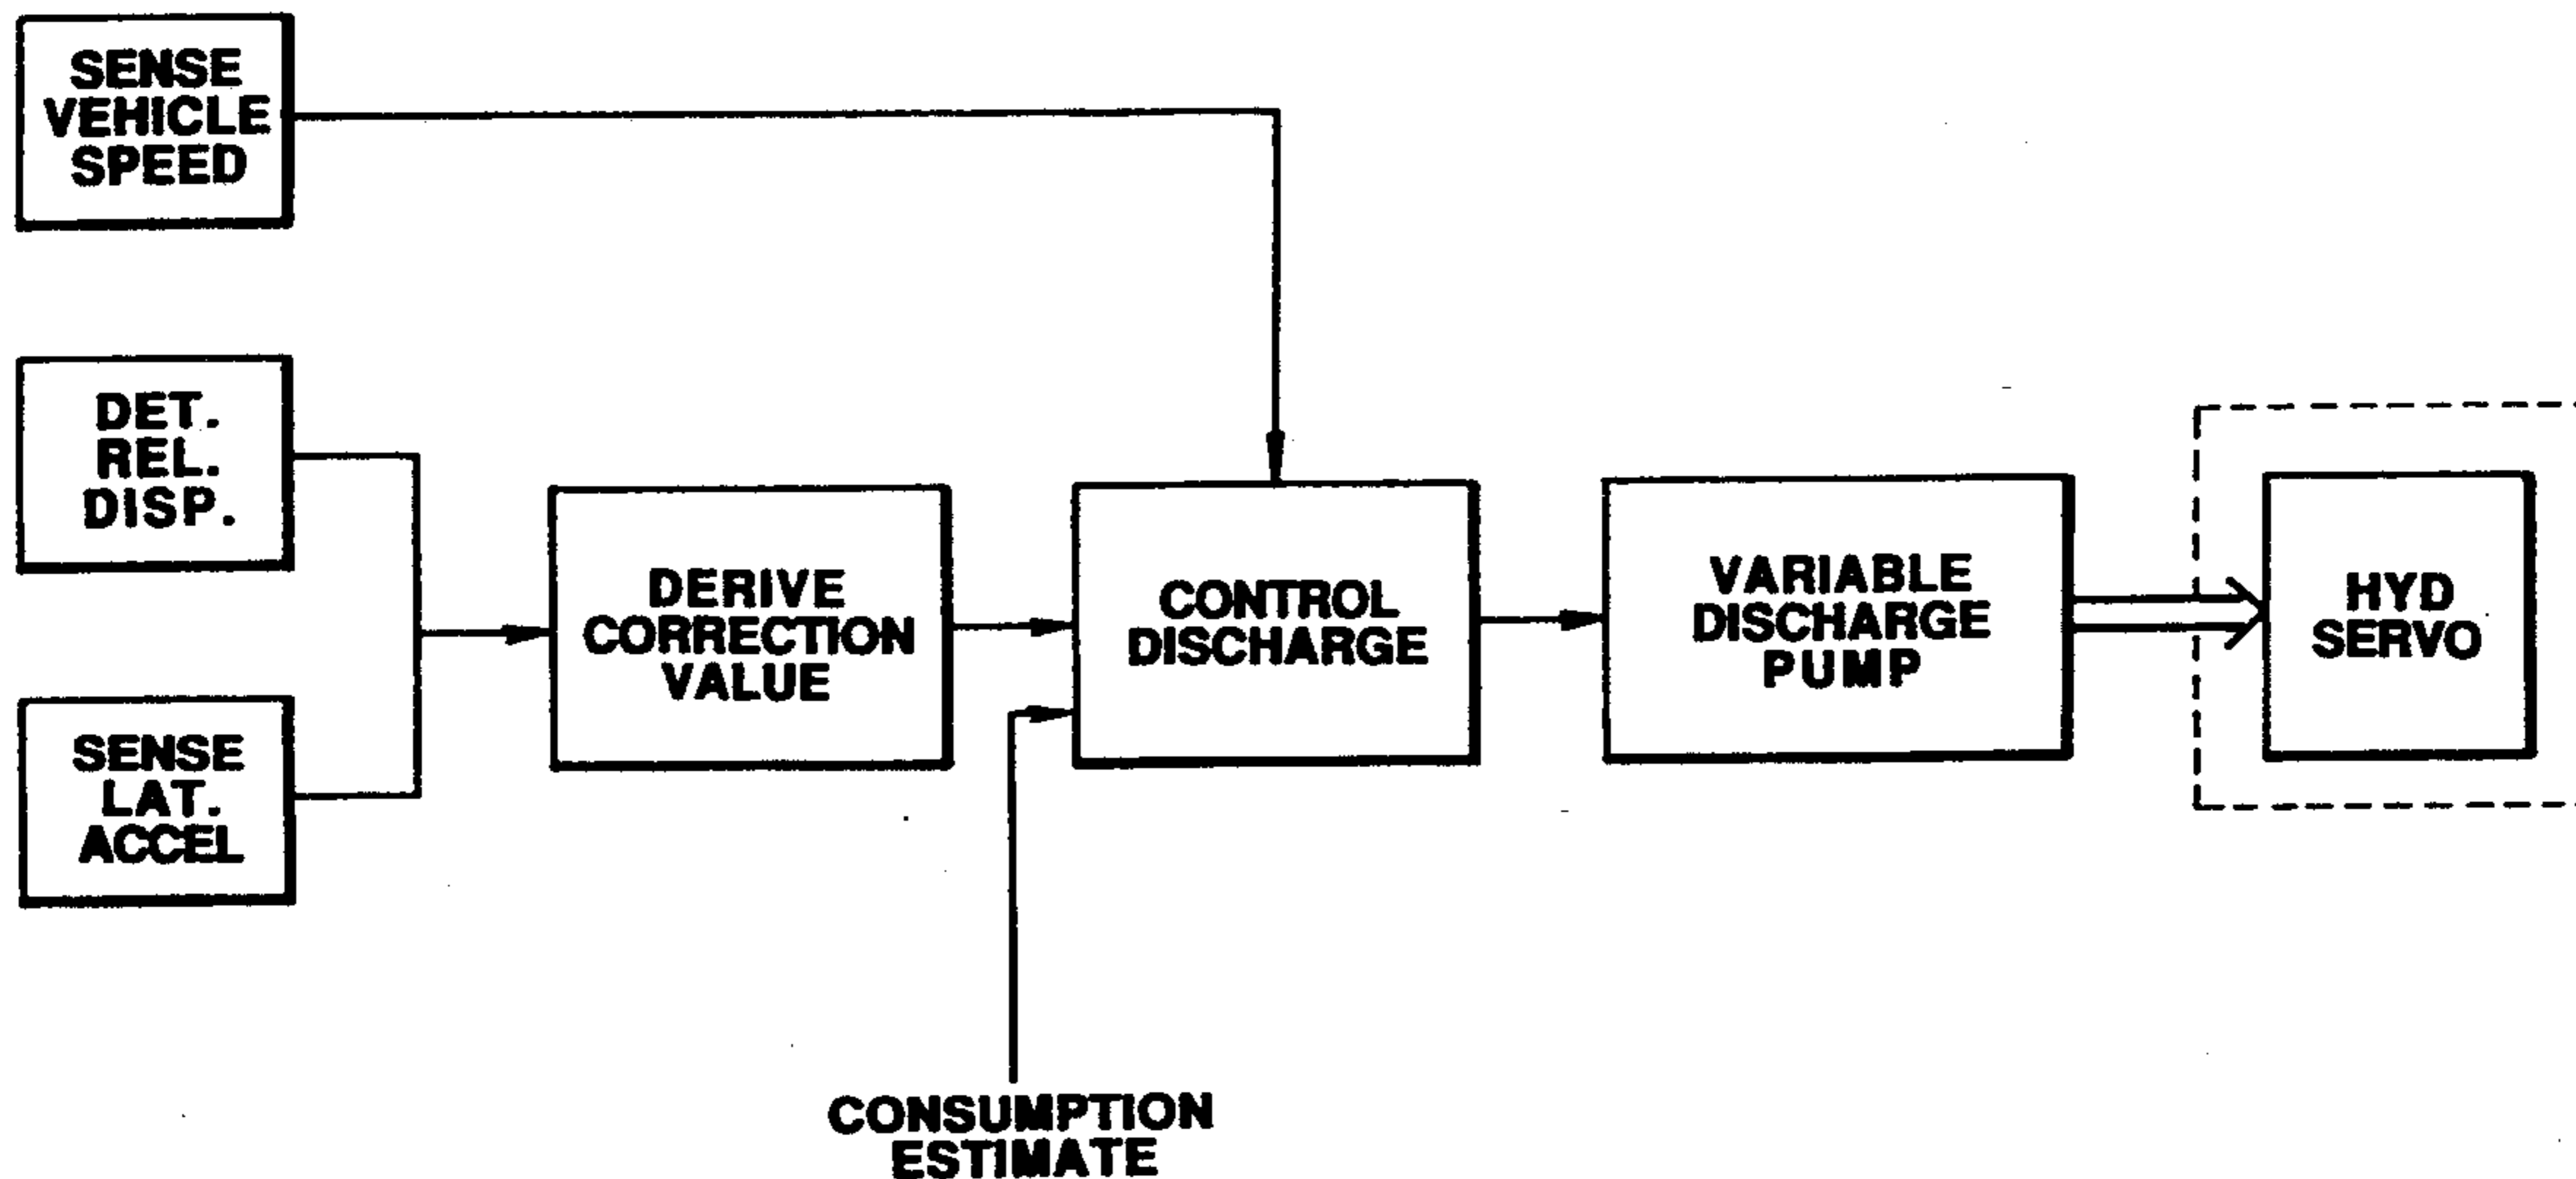 SENSE
VEHICLE
SPEED
DET.
REL.
DISP.
SENSE
LAT.
ACCEL
DERIVE
CORRECTION
VALUE
CONTROL
DISCHARGE
VARIABLE
DISCHARGE
PUMP
HYD
SERVO
CONSUMPTION
ESTIMATE